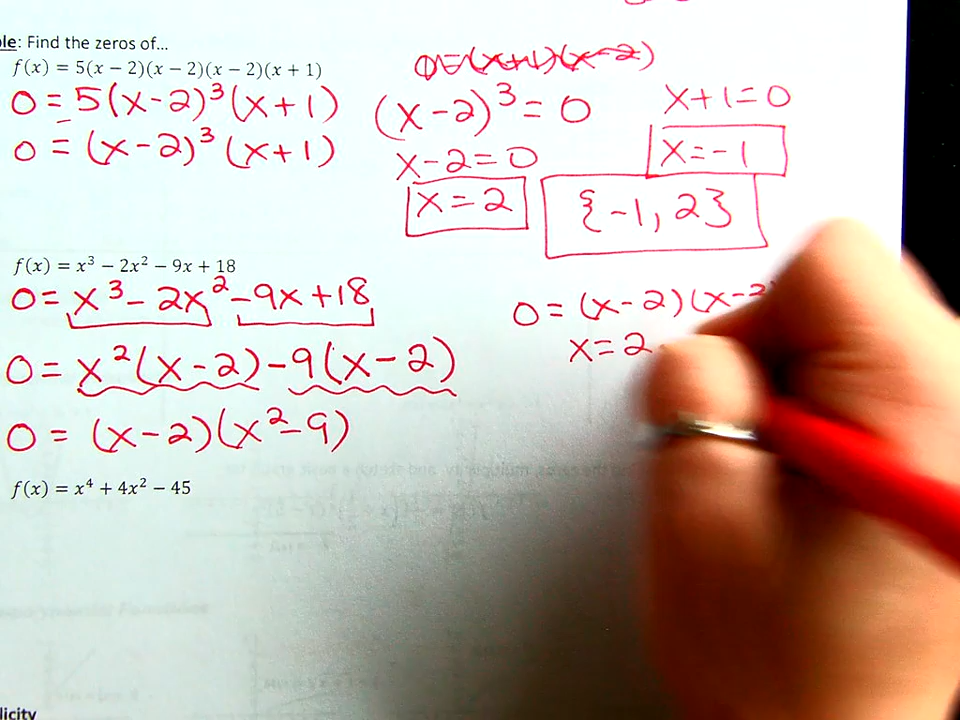 ple: Find the zeros of...
f(x) = 5(x − 2)(x − 2)(x − 2)(x + 1)
0 = 5(x-2)³(x+1)
0 = (x-2)³(x+1)
(x-2)³ = 0
x-2=0
x=2
x+1=0
x=-1
{-1, 2}
f(x) = x³ − 2x² − 9x + 18
0 = x³ - 2x² - 9x + 18
0 = x²(x-2) - 9(x-2)
0 = (x-2)(x²-9)
0 = (x-2)(x-2
x=2
f(x) = x⁴ + 4x² − 45
licity